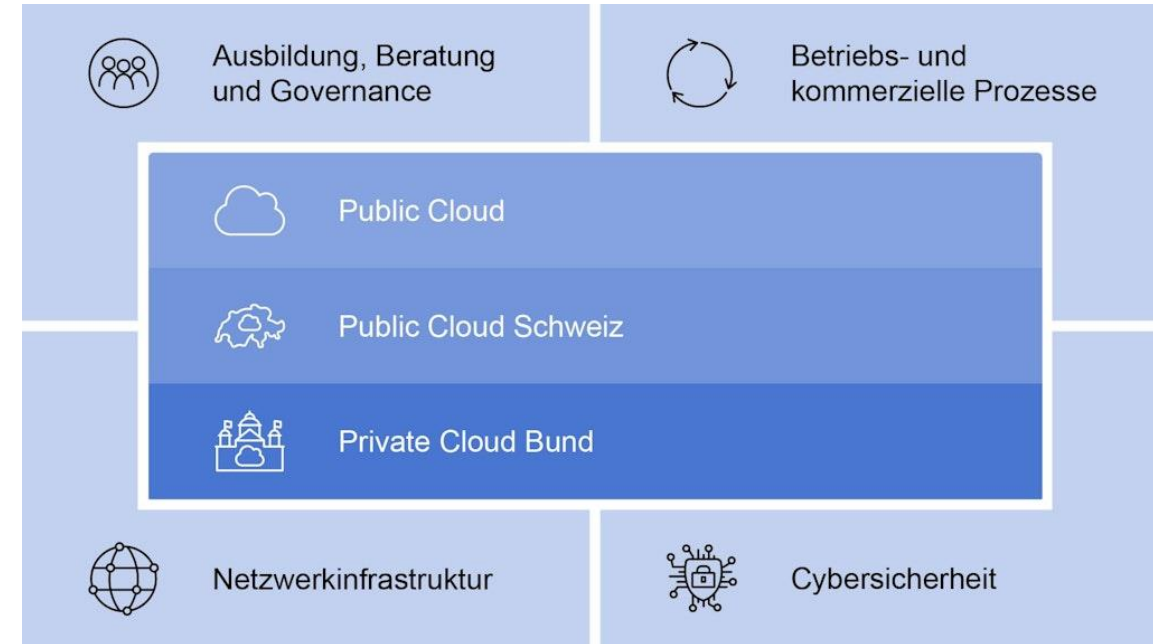 Ausbildung, Beratung
und Governance
Betriebs- und
kommerzielle Prozesse
Public Cloud
Public Cloud Schweiz
Private Cloud Bund
Netzwerkinfrastruktur
Cybersicherheit